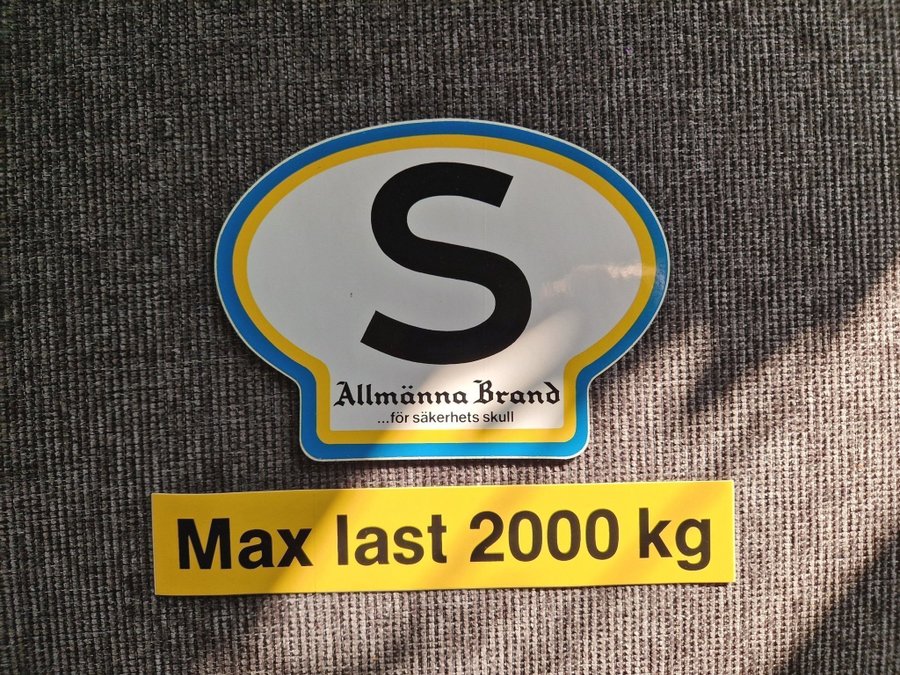 S
Allmänna Brand
...för säkerhets skull
Max last 2000 kg